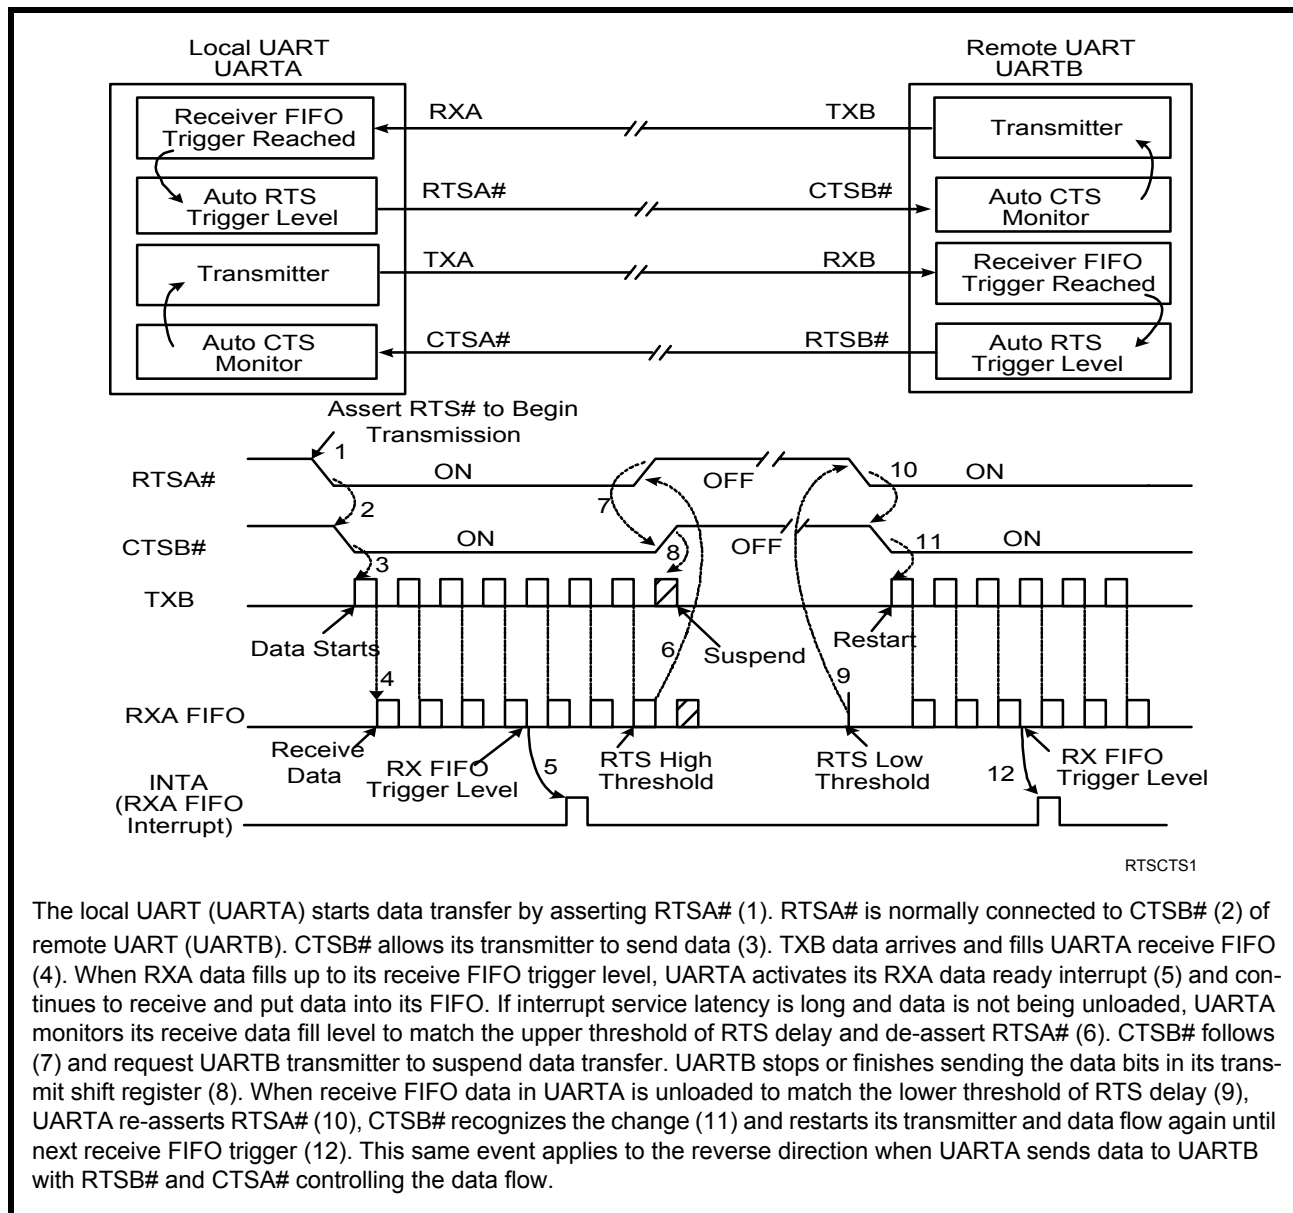 Local UART
UARTA
Remote UART
UARTB
Receiver FIFO
Trigger Reached
RXA
TXB
Transmitter
Auto RTS
Trigger Level
RTSA#
CTSB#
Auto CTS
Monitor
Transmitter
TXA
RXB
Receiver FIFO
Trigger Reached
Auto CTS
Monitor
CTSA#
RTSB#
Auto RTS
Trigger Level
Assert RTS# to Begin
Transmission
1
RTSA#
ON
7
OFF
10
ON
2
CTSB#
ON
8
OFF
11
ON
3
TXB
Data Starts
6
Suspend
Restart
4
9
RXA FIFO
Receive
Data
RX FIFO
Trigger Level
5
RTS High
Threshold
RTS Low
Threshold
12
RX FIFO
Trigger Level
INTA
(RXA FIFO
Interrupt)
RTSCTS1
The local UART (UARTA) starts data transfer by asserting RTSA# (1). RTSA# is normally connected to CTSB# (2) of
remote UART (UARTB). CTSB# allows its transmitter to send data (3). TXB data arrives and fills UARTA receive FIFO
(4). When RXA data fills up to its receive FIFO trigger level, UARTA activates its RXA data ready interrupt (5) and con-
tinues to receive and put data into its FIFO. If interrupt service latency is long and data is not being unloaded, UARTA
monitors its receive data fill level to match the upper threshold of RTS delay and de-assert RTSA# (6). CTSB# follows
(7) and request UARTB transmitter to suspend data transfer. UARTB stops or finishes sending the data bits in its trans-
mit shift register (8). When receive FIFO data in UARTA is unloaded to match the lower threshold of RTS delay (9),
UARTA re-asserts RTSA# (10), CTSB# recognizes the change (11) and restarts its transmitter and data flow again until
next receive FIFO trigger (12). This same event applies to the reverse direction when UARTA sends data to UARTB
with RTSB# and CTSA# controlling the data flow.